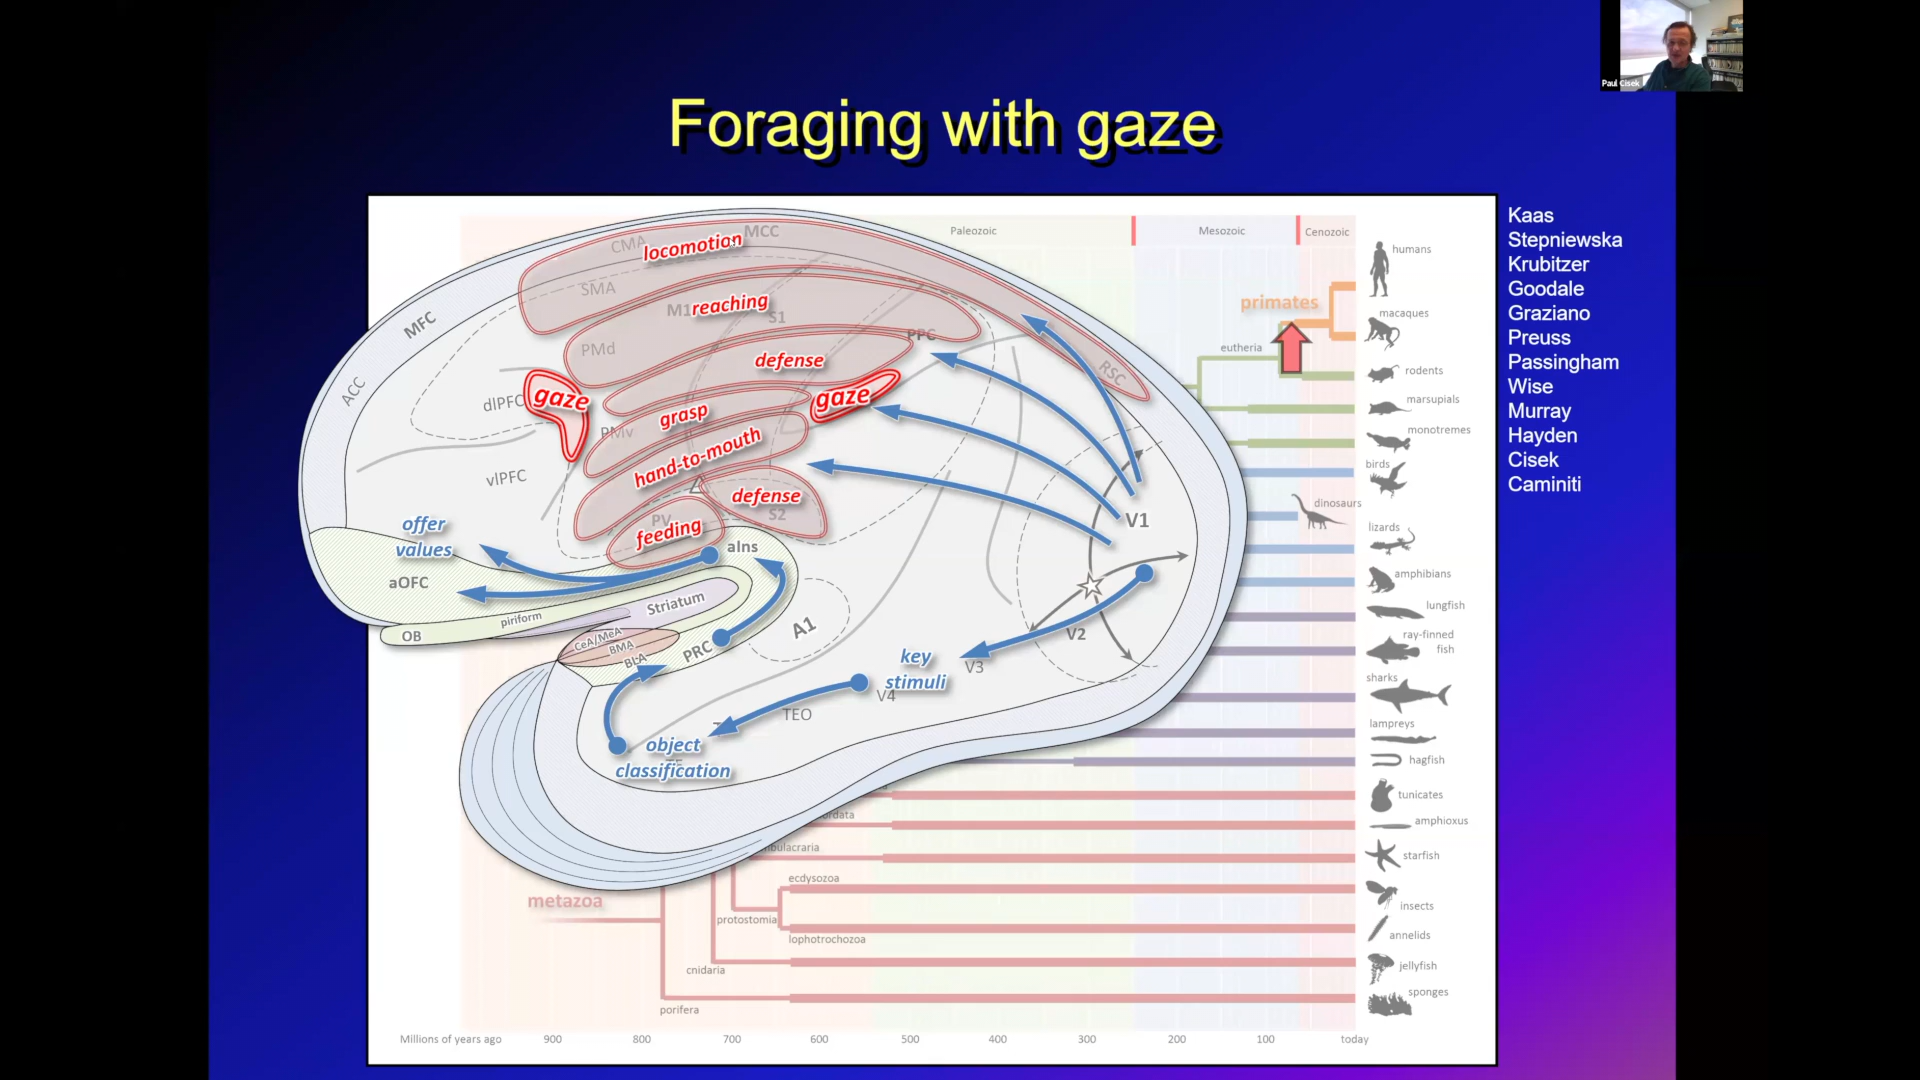 Paul Cisek
Foraging with gaze
Kaas
Stepniewska
Krubitzer
Goodale
Graziano
Preuss
Passingham
Wise
Murray
Hayden
Cisek
Caminiti
Paleozoic
Mesozoic
Cenozoic
CMA
locomotion
MCC
SMA
M1
reaching
S1
MFC
PMd
defense
PPC
RSC
ACC
dlPFC
gaze
grasp
gaze
PMv
hand-to-mouth
vlPFC
defense
S2
PV
feeding
V1
offer
values
aIns
aOFC
Striatum
piriform
OB
CeA/MeA
BMA
BLA
PRC
A1
V2
key
stimuli
V3
V4
TEO
object
classification
primates
eutheria
humans
macaques
rodents
marsupials
monotremes
birds
dinosaurs
lizards
amphibians
lungfish
ray-finned
fish
sharks
lampreys
hagfish
tunicates
amphioxus
starfish
insects
annelids
jellyfish
sponges
metazoa
ecdysozoa
protostomia
lophotrochozoa
cnidaria
porifera
Millions of years ago 900 800 700 600 500 400 300 200 100 today